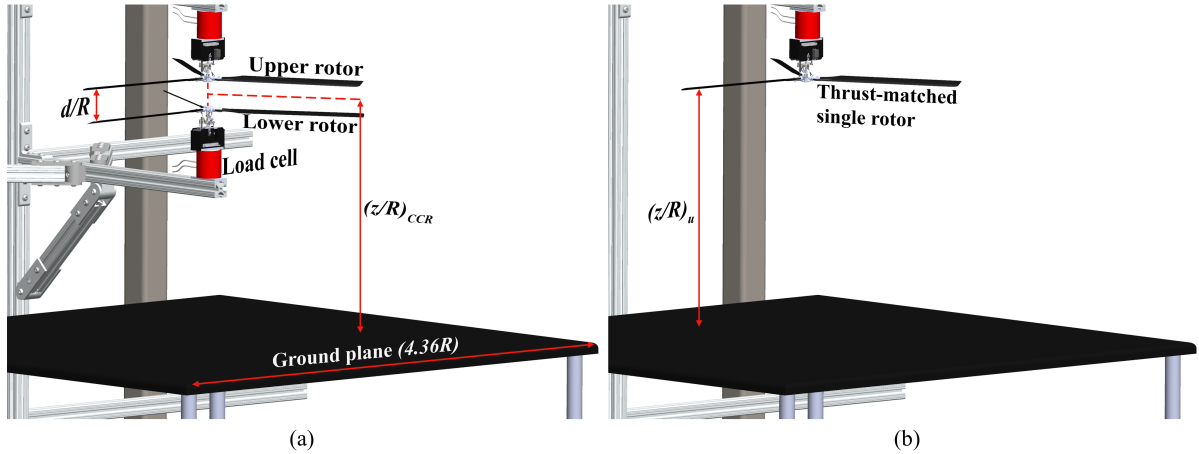 Upper rotor
d/R
Lower rotor
Load cell
(z/R)CCR
Ground plane (4.36R)
(a)
Thrust-matched
single rotor
(z/R)u
(b)